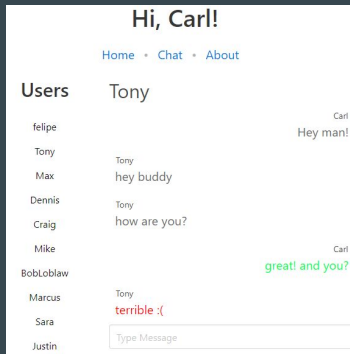 Hi, Carl!
Home • Chat • About
Users
felipe
Tony
Max
Dennis
Craig
Mike
BobLoblaw
Marcus
Sara
Justin
Tony
Carl
Hey man!
Tony
hey buddy
Tony
how are you?
Carl
great! and you?
Tony
terrible :(
Type Message